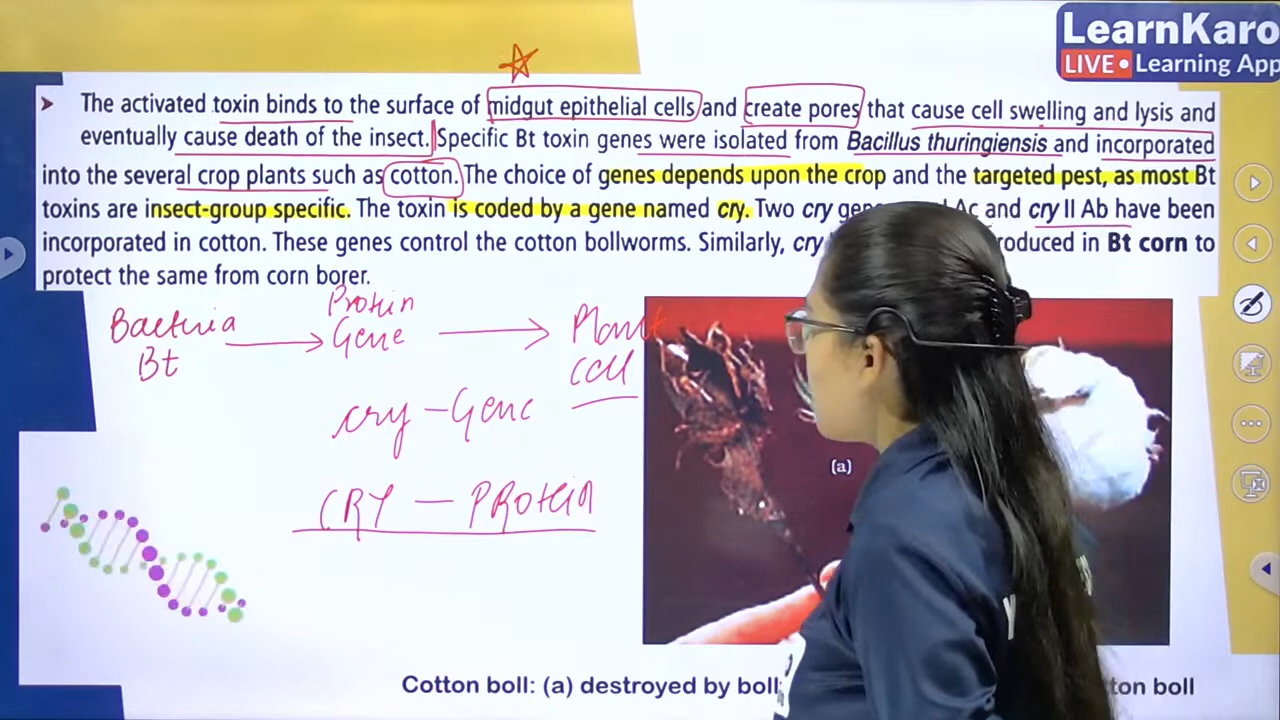 LearnKaro
LIVE • Learning App
➤ The activated toxin binds to the surface of midgut epithelial cells and create pores that cause cell swelling and lysis and
eventually cause death of the insect. Specific Bt toxin genes were isolated from Bacillus thuringiensis and incorporated
into the several crop plants such as cotton. The choice of genes depends upon the crop and the targeted pest, as most Bt
toxins are insect-group specific. The toxin is coded by a gene named cry. Two cry Ac and cry II Ab have been
incorporated in cotton. These genes control the cotton bollworms. Similarly, cry in Bt corn to
protect the same from corn borer.
Bacteria
Bt
Protein
Gene
Plant
cell
cry - Gene
CRY - PROtein
(a)
Cotton boll: (a) destroyed by boll